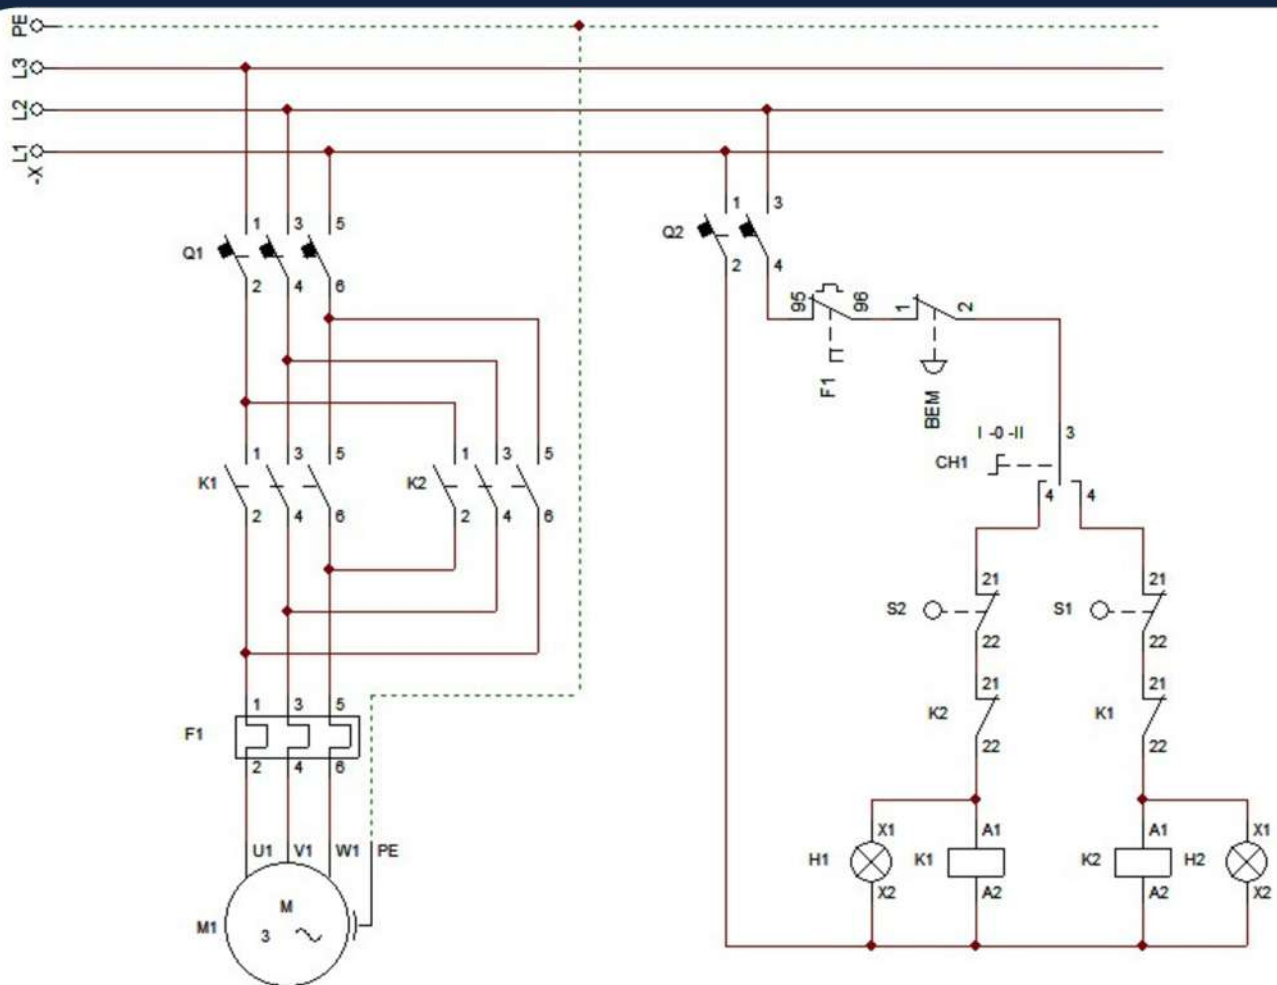 PE
L3
L2
L1
-X
1 3 5
Q1
2 4 6
1 3 5
K1
2 4 6
1 3 5
K2
2 4 6
1 3 5
F1
2 4 6
U1 V1 W1 PE
M1
M
3
1 3
Q2
2 4
95 96
F1
1 2
BEM
I -0 -II
3
CH1
4 4
21
S2
22
21
S1
22
21
K2
22
21
K1
22
X1
H1
X2
A1
K1
A2
A1
K2
A2
X1
H2
X2